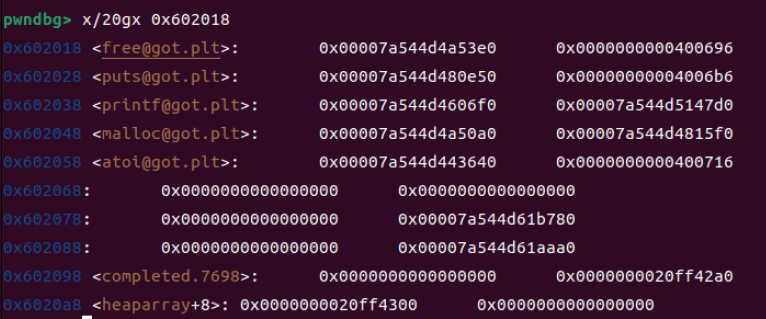 pwndbg> x/20gx 0x602018
0x602018 <free@got.plt>: 0x00007a544d4a53e0 0x0000000000400696
0x602028 <puts@got.plt>: 0x00007a544d480e50 0x00000000004006b6
0x602038 <printf@got.plt>: 0x00007a544d4606f0 0x00007a544d5147d0
0x602048 <malloc@got.plt>: 0x00007a544d4a50a0 0x00007a544d4815f0
0x602058 <atoi@got.plt>: 0x00007a544d443640 0x0000000000400716
0x602068: 0x0000000000000000 0x0000000000000000
0x602078: 0x0000000000000000 0x00007a544d61b780
0x602088: 0x0000000000000000 0x00007a544d61aaa0
0x602098 <completed.7698>: 0x0000000000000000 0x0000000020ff42a0
0x6020a8 <heaparray+8>: 0x0000000020ff4300 0x0000000000000000